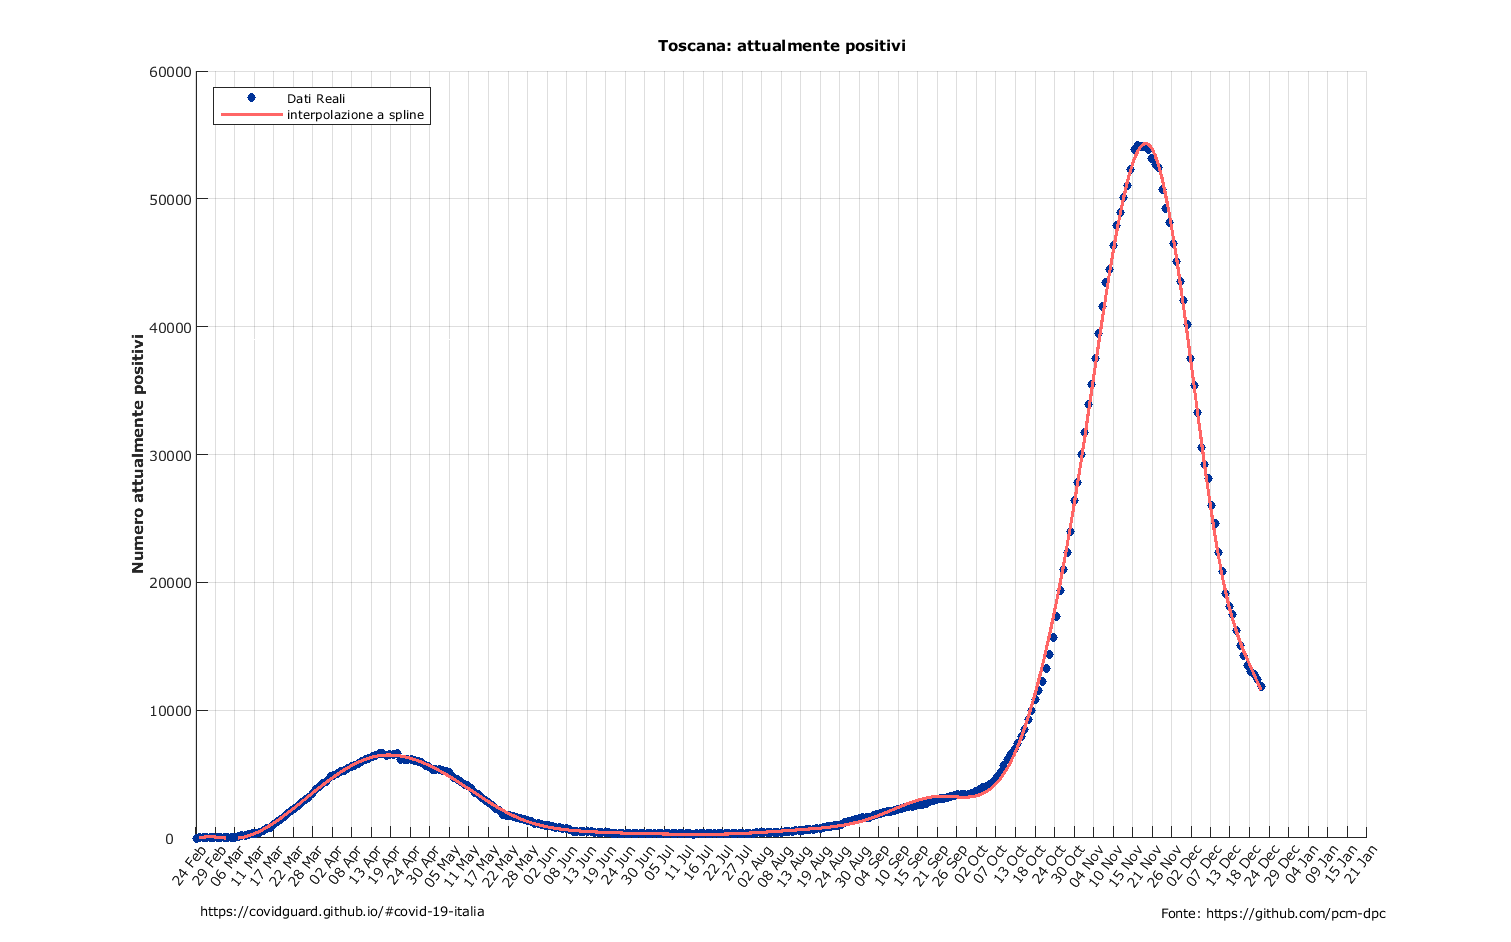 Toscana: attualmente positivi
60000
50000
40000
30000
20000
10000
0
Numero attualmente positivi
Dati Reali
interpolazione a spline
24 Feb
29 Feb
06 Mar
11 Mar
17 Mar
22 Mar
28 Mar
02 Apr
08 Apr
13 Apr
19 Apr
24 Apr
30 Apr
05 May
11 May
17 May
22 May
28 May
02 Jun
08 Jun
13 Jun
19 Jun
24 Jun
30 Jun
05 Jul
11 Jul
16 Jul
22 Jul
27 Jul
02 Aug
08 Aug
13 Aug
19 Aug
24 Aug
30 Aug
04 Sep
10 Sep
15 Sep
21 Sep
26 Sep
02 Oct
07 Oct
13 Oct
18 Oct
24 Oct
30 Oct
04 Nov
10 Nov
15 Nov
21 Nov
26 Nov
02 Dec
07 Dec
13 Dec
18 Dec
24 Dec
29 Dec
04 Jan
09 Jan
15 Jan
21 Jan
https://covidguard.github.io/#covid-19-italia
Fonte: https://github.com/pcm-dpc